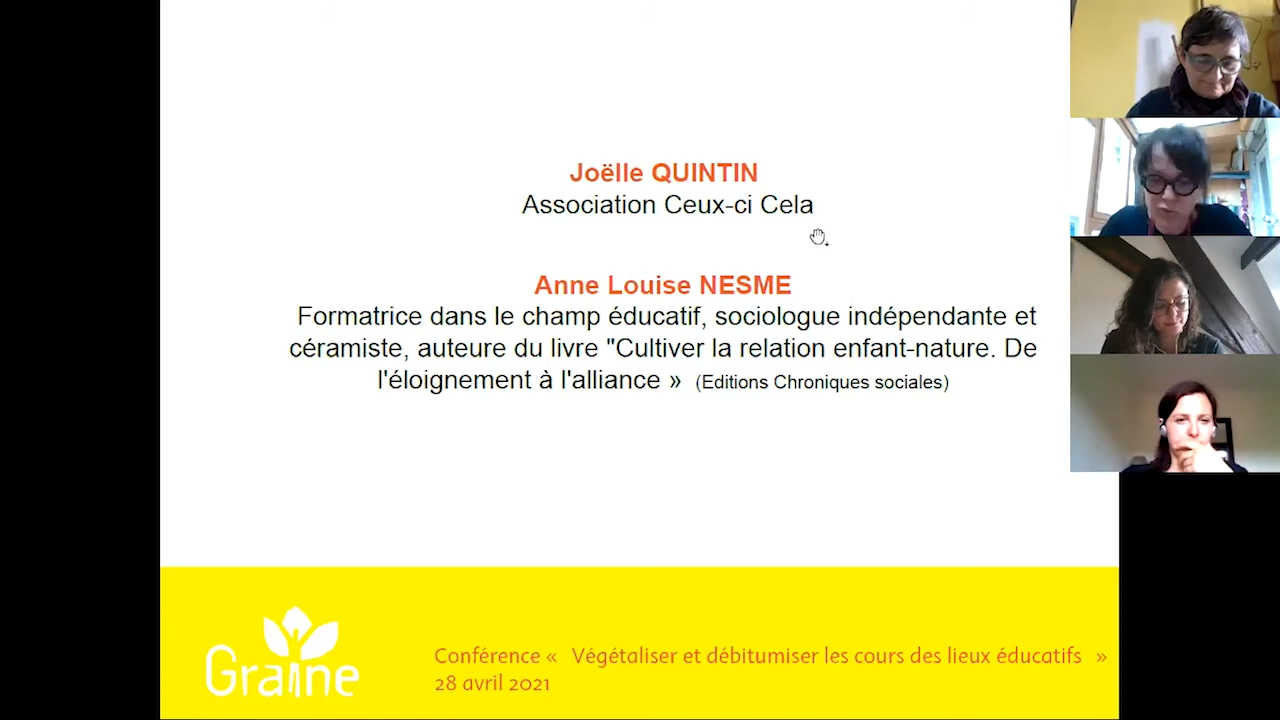 Joëlle QUINTIN
Association Ceux-ci Cela
Anne Louise NESME
Formatrice dans le champ éducatif, sociologue indépendante et
céramiste, auteure du livre "Cultiver la relation enfant-nature. De
l'éloignement à l'alliance » (Editions Chroniques sociales)
Graine
Conférence « Végétaliser et débitumiser les cours des lieux éducatifs »
28 avril 2021